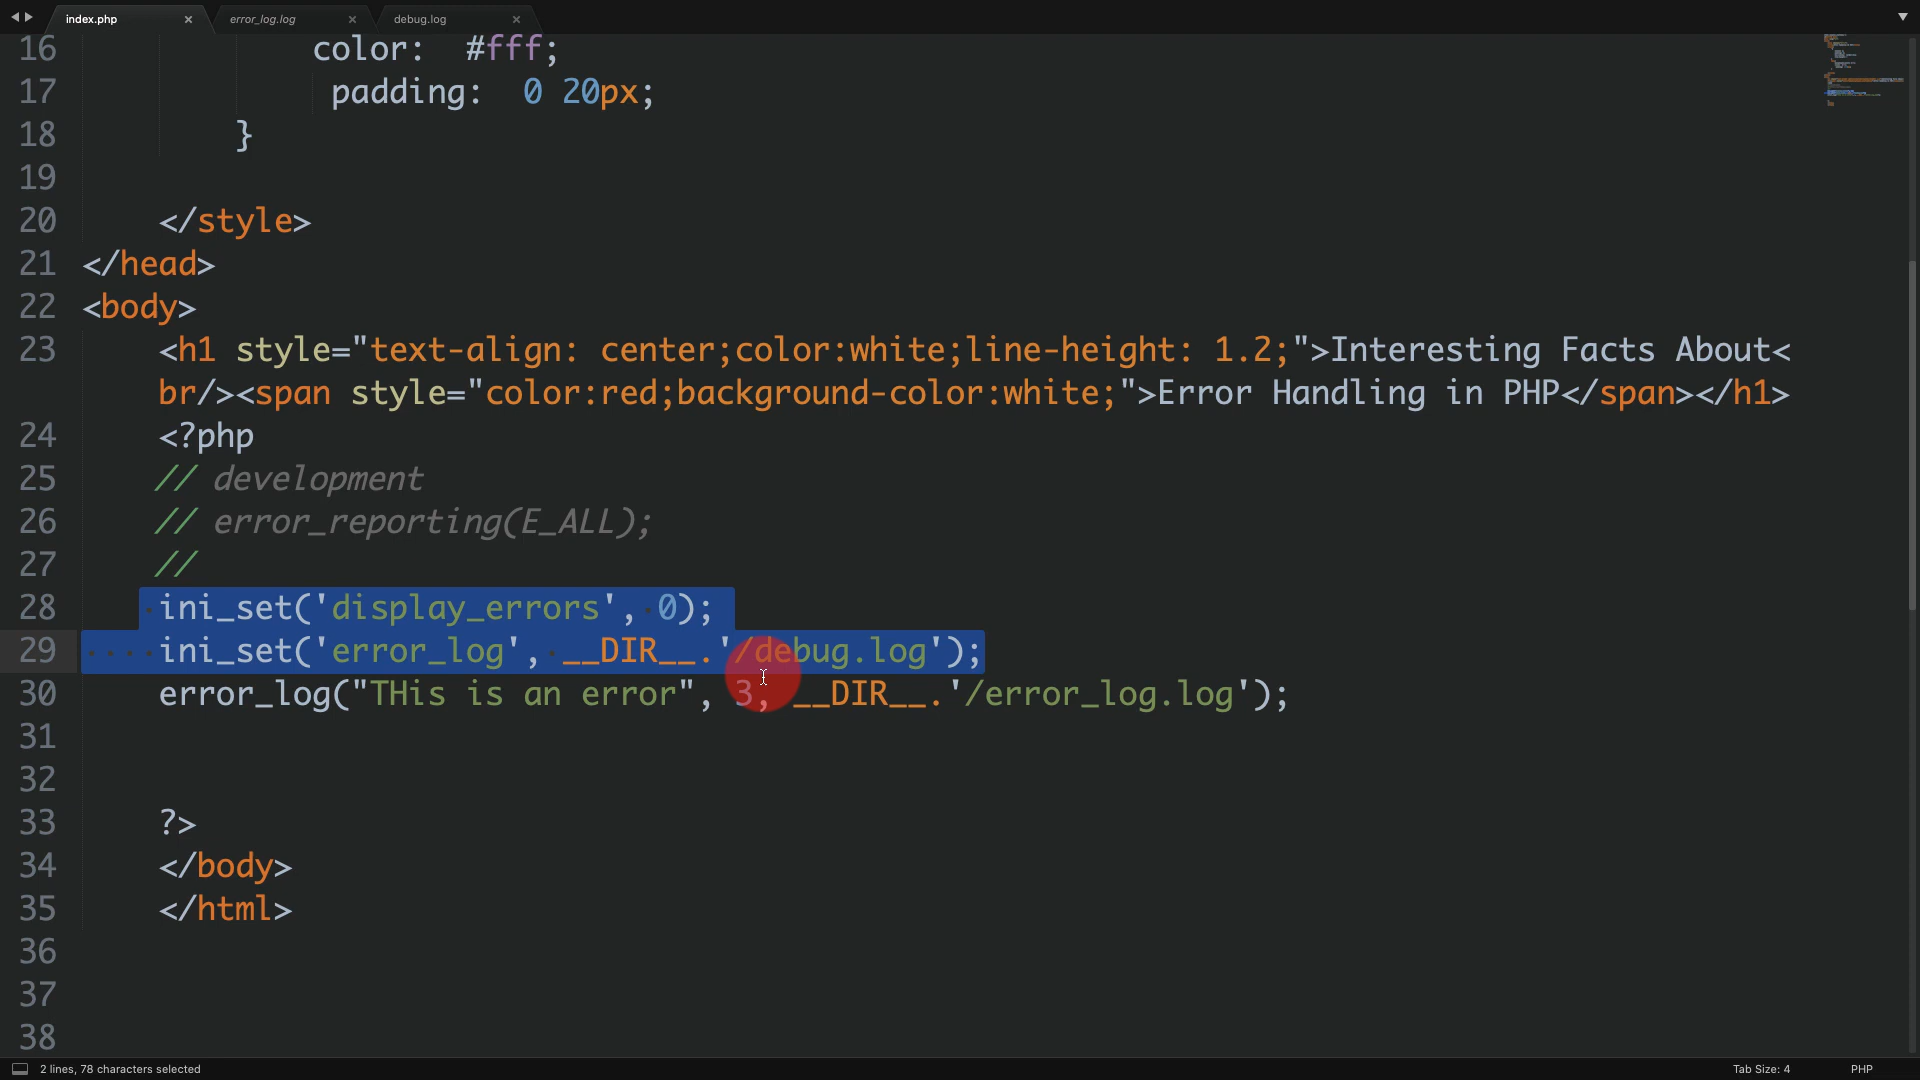 index.php × error_log.log × debug.log ×
16 color: #fff;
17 padding: 0 20px;
18 }
19
20 </style>
21 </head>
22 <body>
23 <h1 style="text-align: center;color:white;line-height: 1.2;">Interesting Facts About<
br/><span style="color:red;background-color:white;">Error Handling in PHP</span></h1>
24 <?php
25 // development
26 // error_reporting(E_ALL);
27 //
28 ini_set('display_errors', 0);
29 ini_set('error_log', __DIR__.'/debug.log');
30 error_log("THis is an error", 3, __DIR__.'/error_log.log');
31
32
33 ?>
34 </body>
35 </html>
36
37
38
2 lines, 78 characters selected Tab Size: 4 PHP